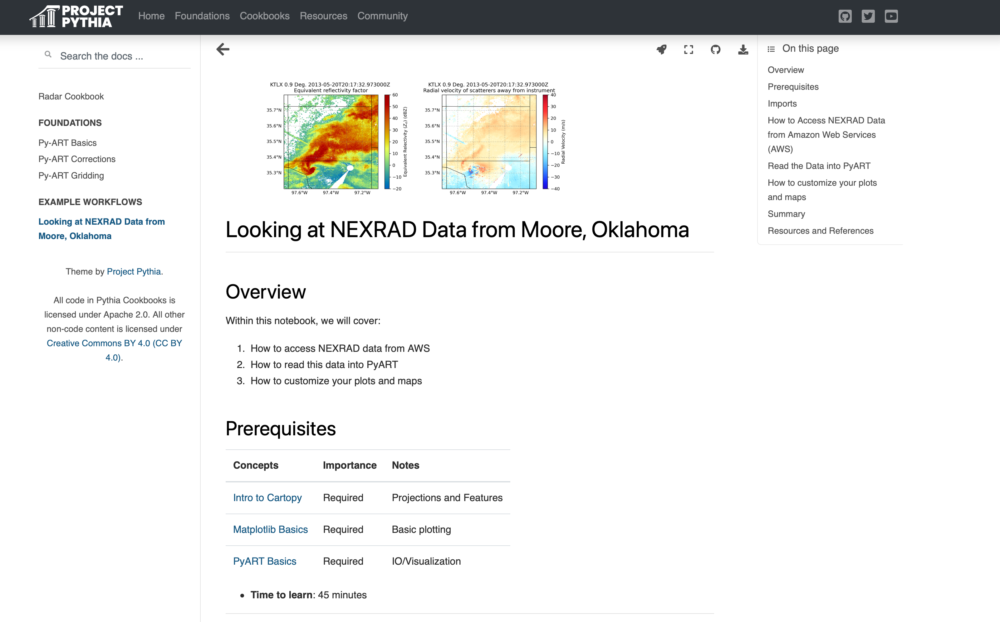 PROJECT
PYTHIA
Home Foundations Cookbooks Resources Community
Search the docs ...
Radar Cookbook
FOUNDATIONS
Py-ART Basics
Py-ART Corrections
Py-ART Gridding
EXAMPLE WORKFLOWS
Looking at NEXRAD Data from
Moore, Oklahoma
Theme by Project Pythia.
All code in Pythia Cookbooks is
licensed under Apache 2.0. All other
non-code content is licensed under
Creative Commons BY 4.0 (CC BY
4.0).
KTLX 0.9 Deg. 2013-05-20T20:17:32.973000Z
Equivalent reflectivity factor
35.7°N
35.6°N
35.5°N
35.4°N
35.3°N
97.6°W 97.4°W 97.2°W
60
50
40
30
20
10
0
−10
−20
Equivalent Relectivity (Ze) (dBZ)
KTLX 0.9 Deg. 2013-05-20T20:17:32.973000Z
Radial velocity of scatterers away from instrument
35.7°N
35.6°N
35.5°N
35.4°N
35.3°N
97.6°W 97.4°W 97.2°W
40
30
20
10
0
−10
−20
−30
−40
Radial Velocity (m/s)
Looking at NEXRAD Data from Moore, Oklahoma
Overview
Within this notebook, we will cover:
1. How to access NEXRAD data from AWS
2. How to read this data into PyART
3. How to customize your plots and maps
Prerequisites
Concepts Importance Notes
Intro to Cartopy Required Projections and Features
Matplotlib Basics Required Basic plotting
PyART Basics Required IO/Visualization
• Time to learn: 45 minutes
On this page
Overview
Prerequisites
Imports
How to Access NEXRAD Data
from Amazon Web Services
(AWS)
Read the Data into PyART
How to customize your plots
and maps
Summary
Resources and References